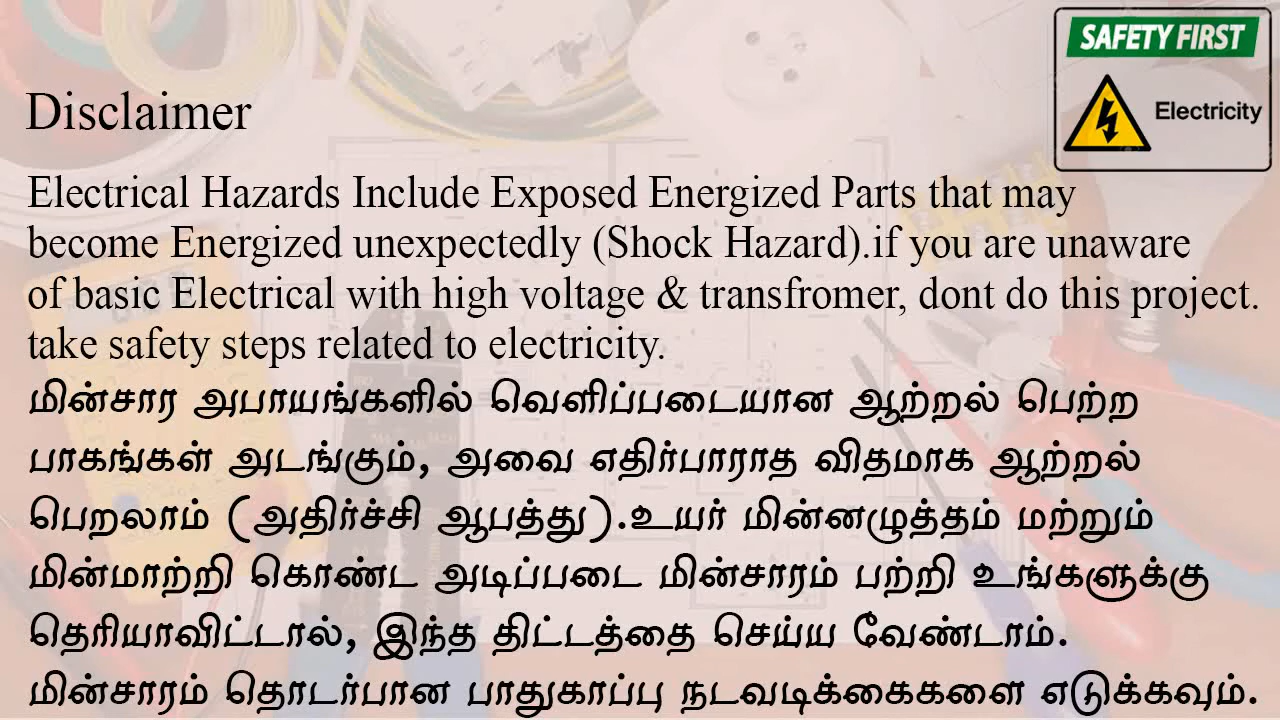 SAFETY FIRST
Electricity
Disclaimer
Electrical Hazards Include Exposed Energized Parts that may
become Energized unexpectedly (Shock Hazard).if you are unaware
of basic Electrical with high voltage & transfromer, dont do this project.
take safety steps related to electricity.
மின்சார அபாயங்களில் வெளிப்படையான ஆற்றல் பெற்ற
பாகங்கள் அடங்கும், அவை எதிர்பாராத விதமாக ஆற்றல்
பெறலாம் (அதிர்ச்சி ஆபத்து).உயர் மின்னழுத்தம் மற்றும்
மின்மாற்றி கொண்ட அடிப்படை மின்சாரம் பற்றி உங்களுக்கு
தெரியாவிட்டால், இந்த திட்டத்தை செய்ய வேண்டாம்.
மின்சாரம் தொடர்பான பாதுகாப்பு நடவடிக்கைகளை எடுக்கவும்.